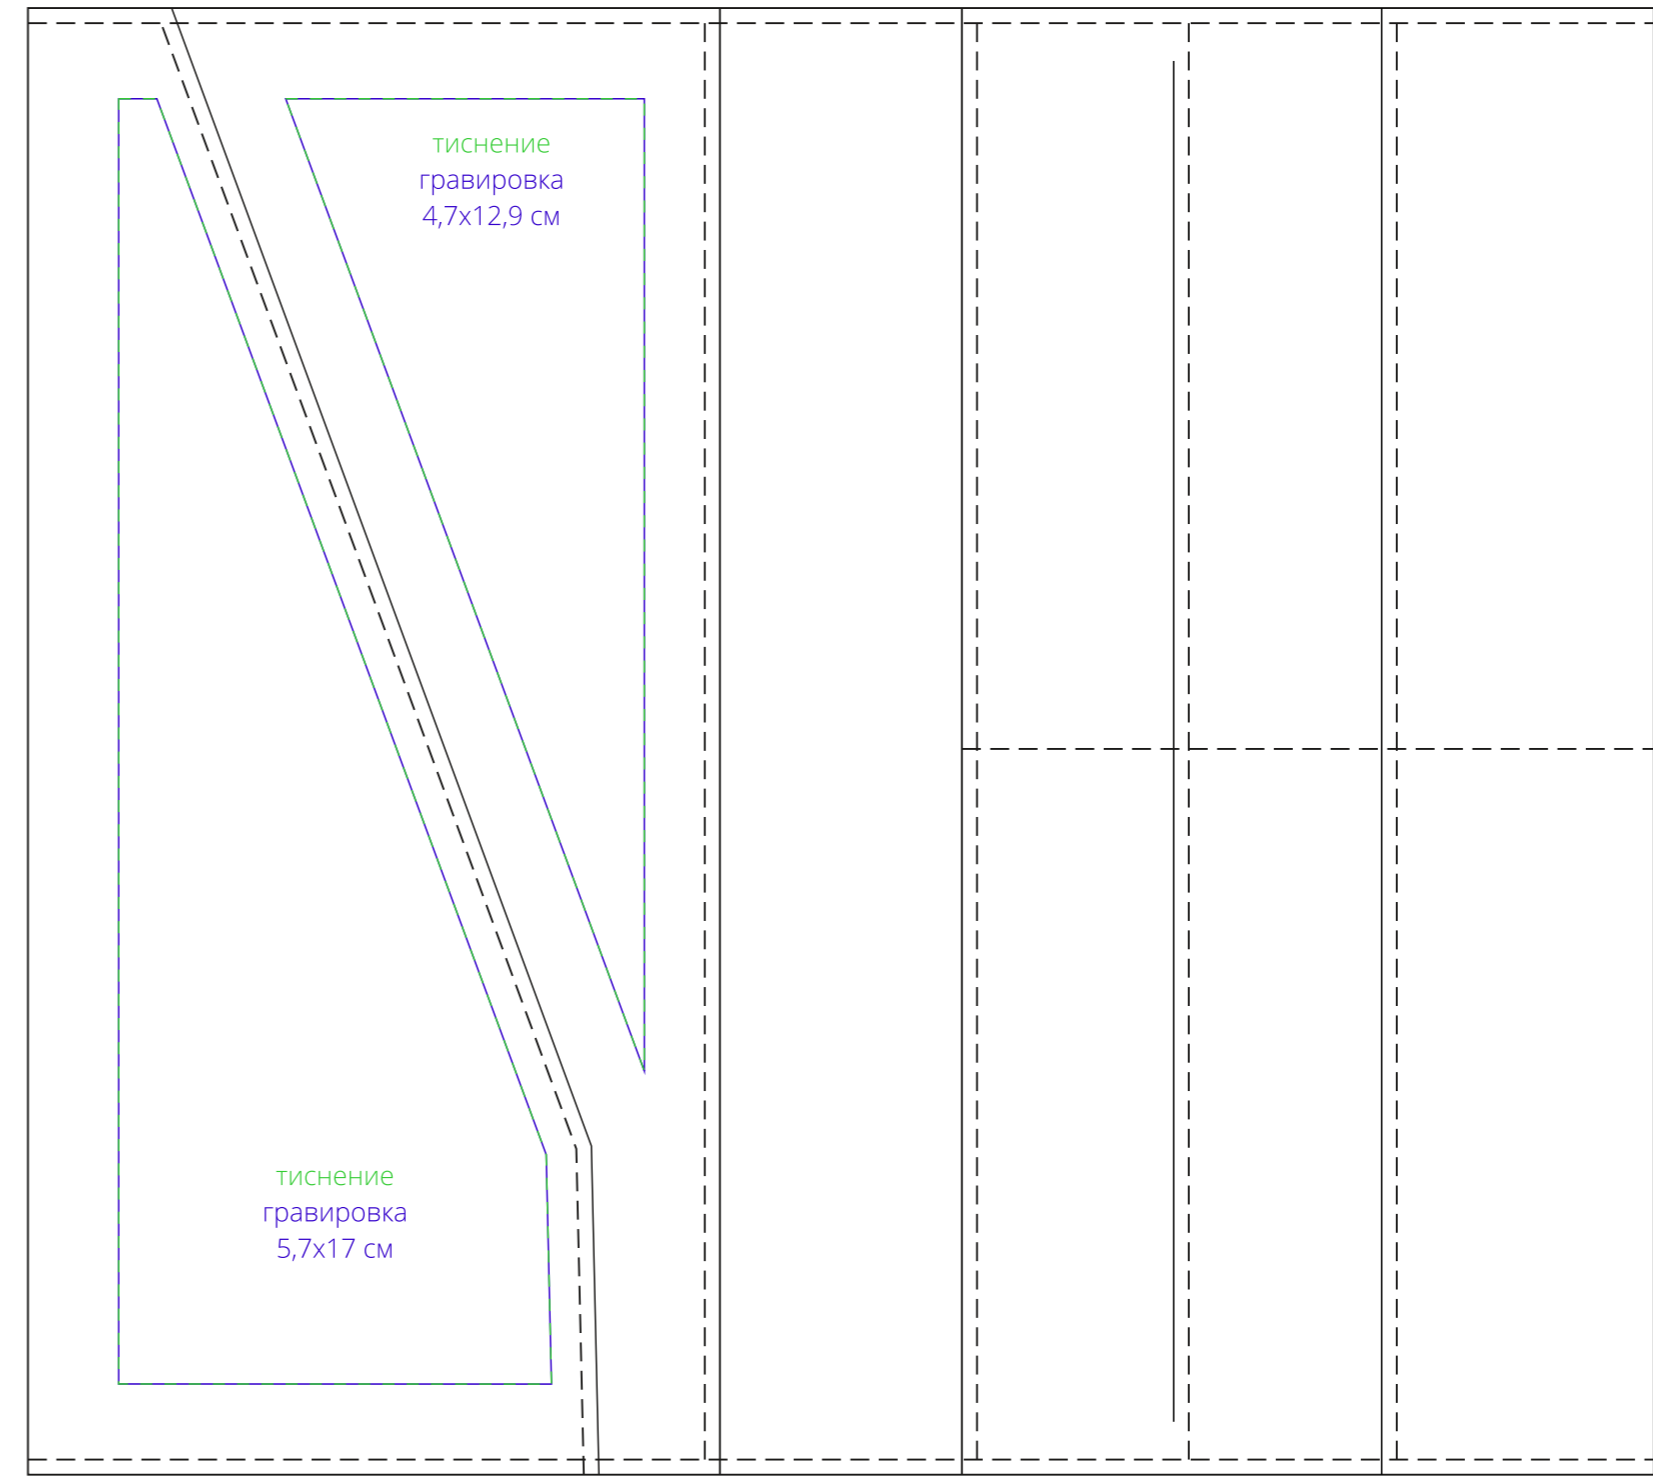 тиснение
гравировка
4,7х12,9 см
тиснение
гравировка
5,7х17 см